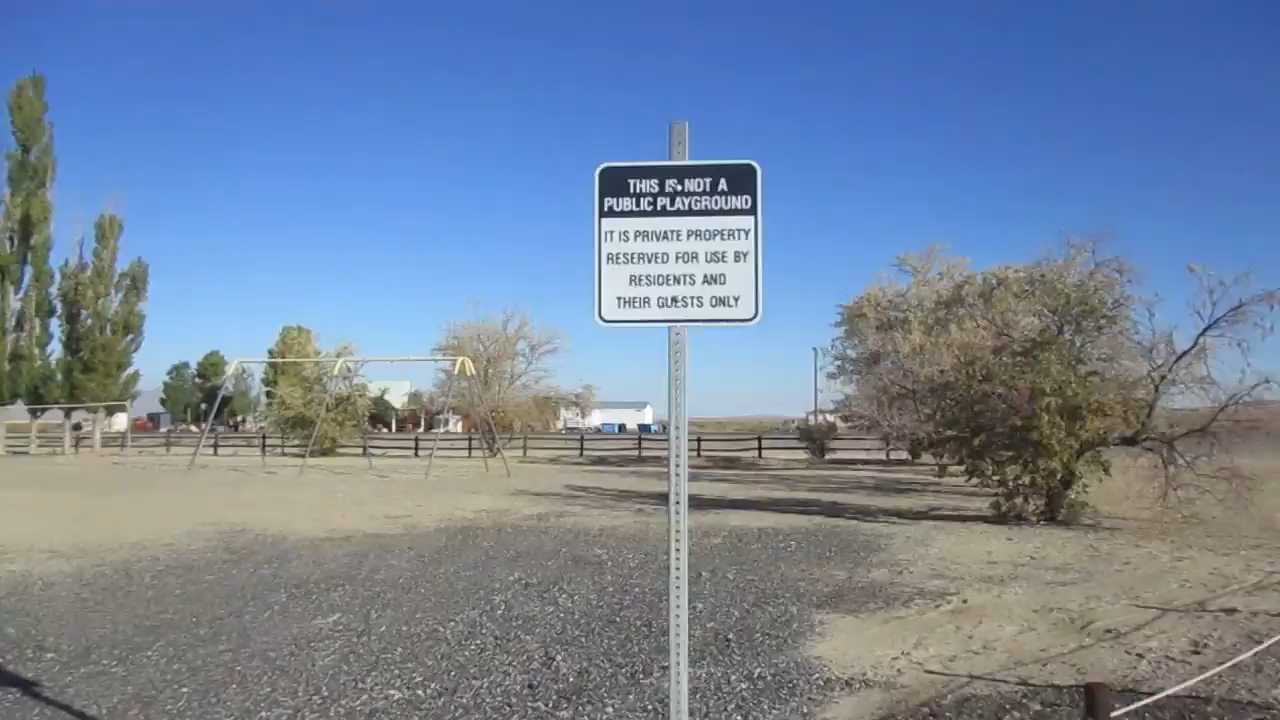 THIS IS NOT A
PUBLIC PLAYGROUND
IT IS PRIVATE PROPERTY
RESERVED FOR USE BY
RESIDENTS AND
THEIR GUESTS ONLY